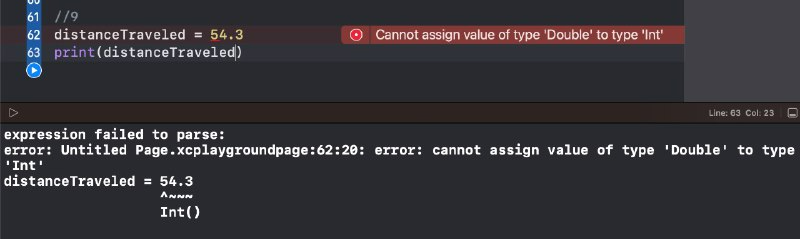 60
61 //9
62 distanceTraveled = 54.3 Cannot assign value of type 'Double' to type 'Int'
63 print(distanceTraveled)
Line: 63 Col: 23
expression failed to parse:
error: Untitled Page.xcplaygroundpage:62:20: error: cannot assign value of type 'Double' to type
'Int'
distanceTraveled = 54.3
^~~~
Int()